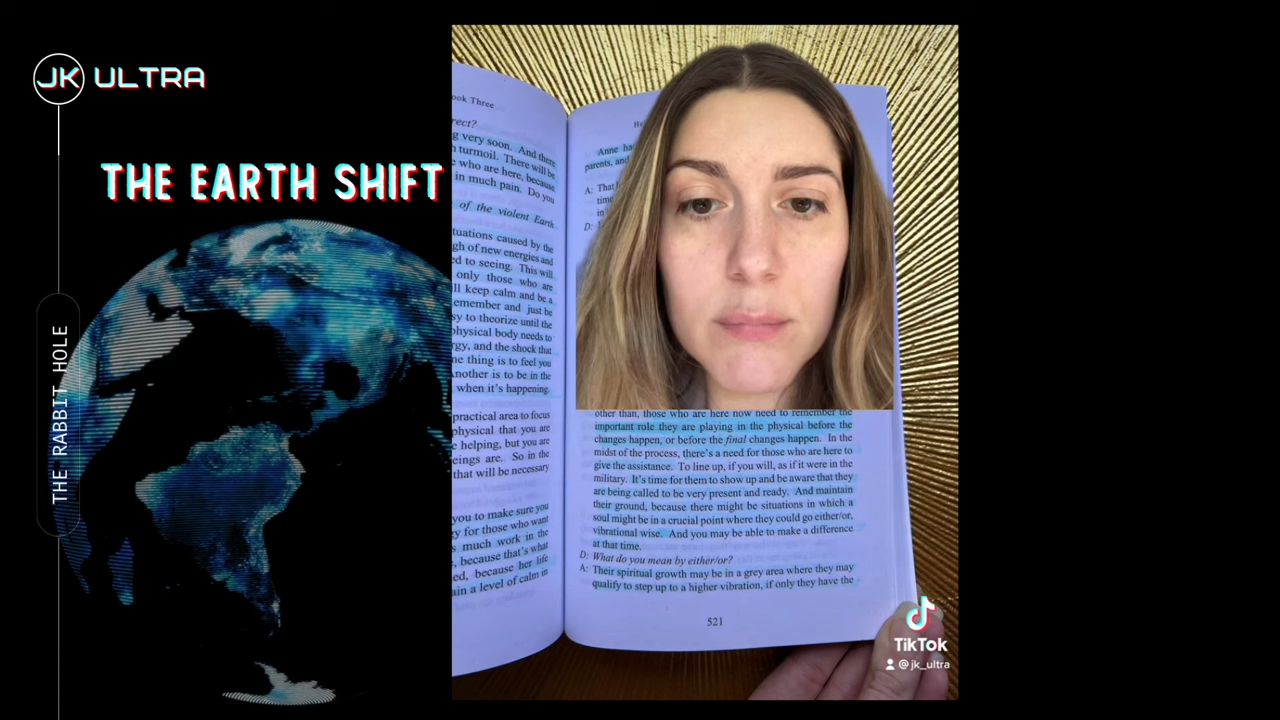 JK ULTRA
THE EARTH SHIFT
THE RABBIT HOLE
ook Three
rect?
g very soon. And there
n turmoil. There will be
e who are here, because
in much pain. Do you
of the violent Earth
tuations caused by the
gh of new energies and
ed to seeing. This will
only those who are
ll keep calm and be a
emember and just be
sy to theorize until the
physical body needs to
rgy, and the shock that
ne thing is to feel you
Another is to be in the
when it's happening.
practical area to focus
physical that you are
e helping, but you are
eings are. So in the
that will be necessary
you to make sure you
gy for those who want
s much work in the
, because that's what
ed, because her life
ain a level of calm in
Anne ha
parents, and
A: That
time
in
D:
other than, those who are here now need to remember the
important role they are playing in the physical before the
changes happen, or before the final changes happen. In the
midst of the process, there's a need for those who are here to
give the assistance. To line up, if you will, as if it were in the
military. It's time for them to show up and be aware that they
are being called to be very present and ready. And maintain
their ground, because there might be situations in which a
soul might be in a crucial point where they could go either/or,
vibrational wise. And you may be able to make a difference
at that time.
D: What do you mean by either/or?
A: Their spiritual growth may be in a grey area where they may
qualify to step up to a higher vibration, if only they have the
521
TikTok
@jk_ultra